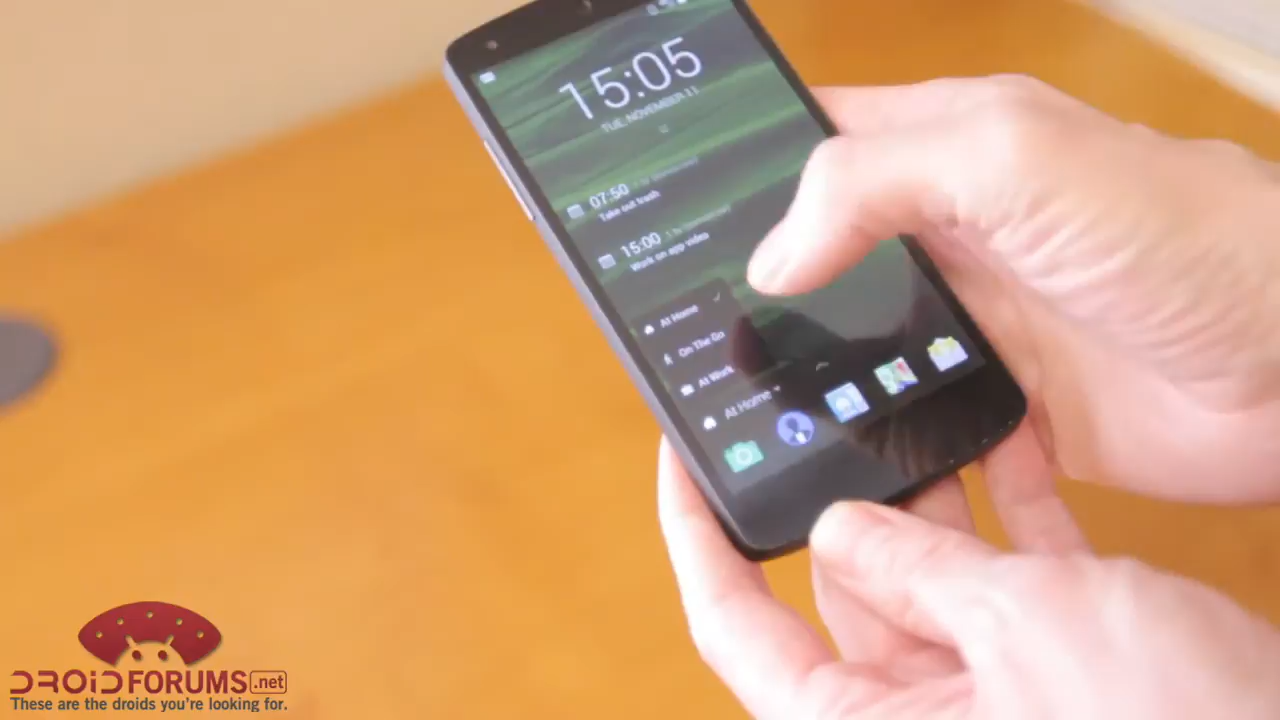 15:05
TUE, NOVEMBER 11
07:50
Take out trash
15:00
Work on app video
At Home
On The Go
At Work
At Home
DROIDFORUMS.net
These are the droids you're looking for.